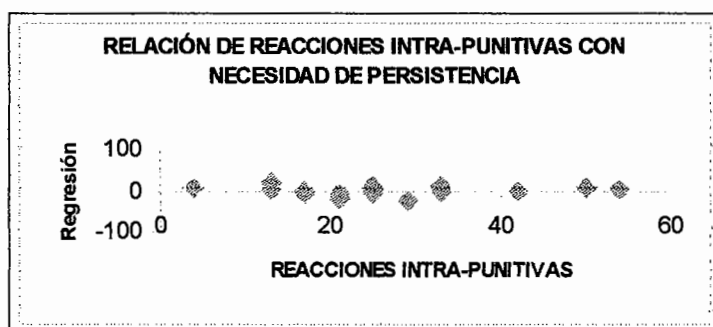 RELACIÓN DE REACCIONES INTRA-PUNITIVAS CON
NECESIDAD DE PERSISTENCIA
Regresión
100
0
-100
0
20
40
60
REACCIONES INTRA-PUNITIVAS